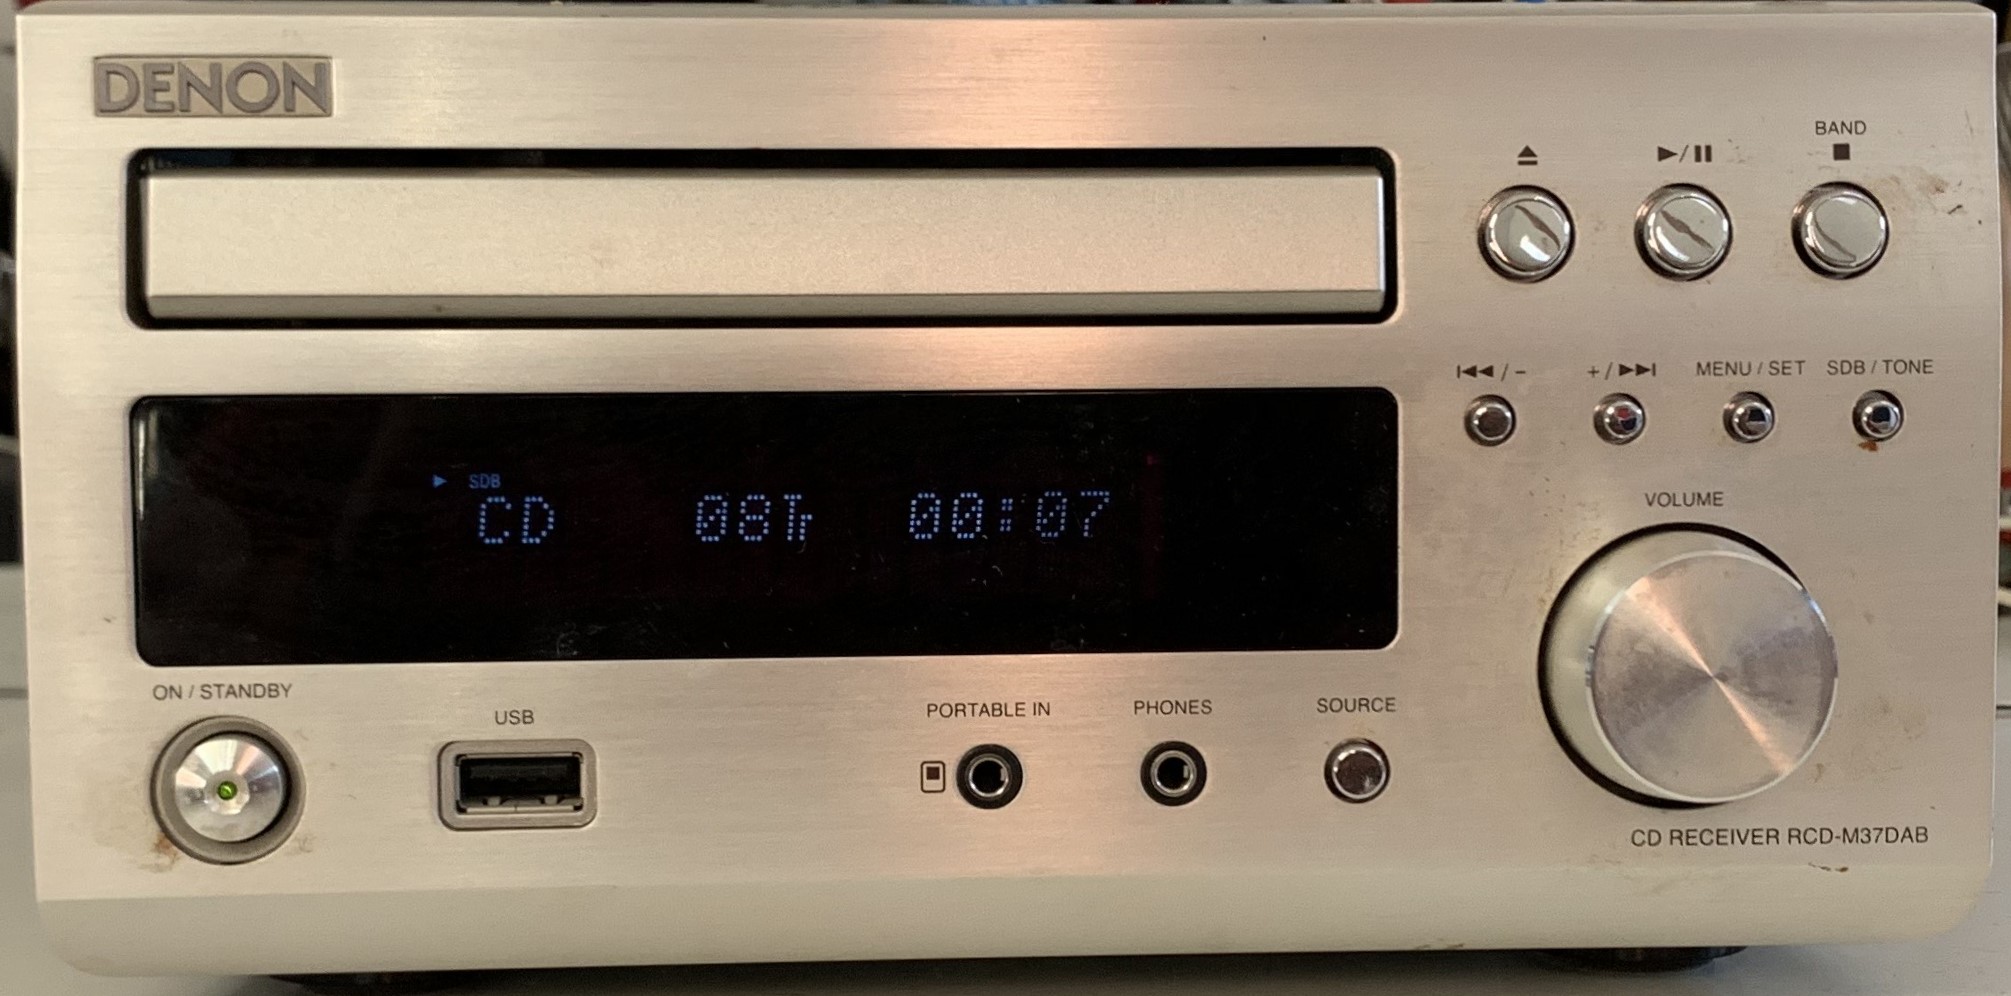 DENON
BAND
▲ ▶/❚❚ ■
⏮/− +/⏭ MENU / SET SDB / TONE
▶ SDB
CD 08Tr 00:07
VOLUME
ON / STANDBY
USB
PORTABLE IN
PHONES
SOURCE
CD RECEIVER RCD-M37DAB